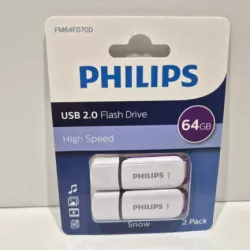 FM64FD70D
PHILIPS
USB 2.0 Flash Drive
64GB
High Speed
PHILIPS
PHILIPS
Snow
2 Pack